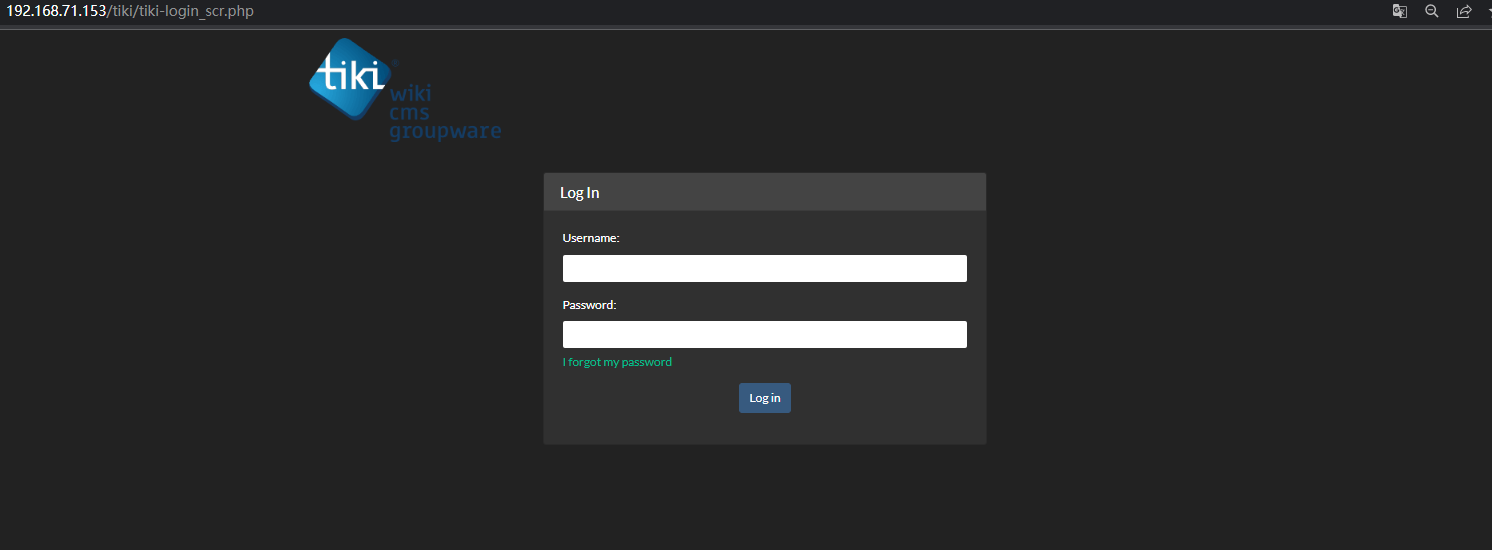 192.168.71.153/tiki/tiki-login_scr.php
tiki
wiki
cms
groupware
Log In
Username:
Password:
I forgot my password
Log in